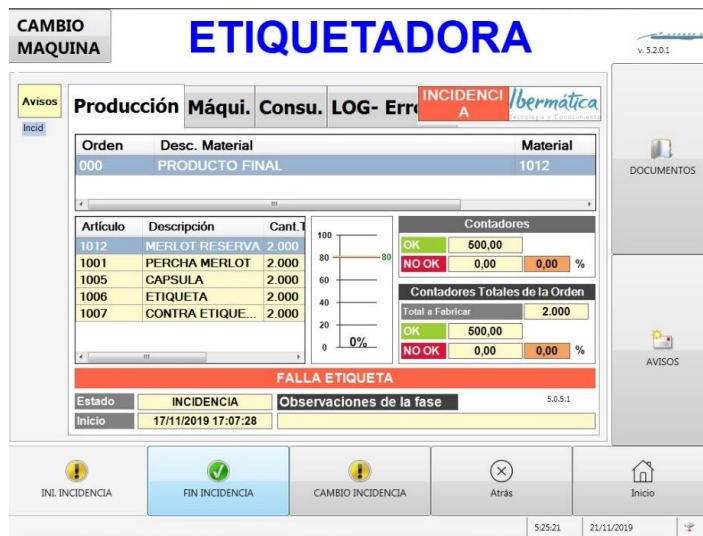 CAMBIO
MAQUINA
ETIQUETADORA
v. 5.2.0.1
Avisos
Incid
Producción Máqui. Consu. LOG- Erro
INCIDENCI
A
Ibermática
Tecnología y Conocimiento
Orden Desc. Material Material
000 PRODUCTO FINAL 1012
DOCUMENTOS
Artículo Descripción Cant.T
1012 MERLOT RESERVA 2.000
1001 PERCHA MERLOT 2.000
1005 CAPSULA 2.000
1006 ETIQUETA 2.000
1007 CONTRA ETIQUE... 2.000
100
80 80
60
40
20
0 0%
Contadores
OK 500,00
NO OK 0,00 0,00 %
Contadores Totales de la Orden
Total a Fabricar 2.000
OK 500,00
NO OK 0,00 0,00 %
AVISOS
FALLA ETIQUETA
Estado INCIDENCIA Observaciones de la fase 5.0.5.1
Inicio 17/11/2019 17:07:28
INI. INCIDENCIA FIN INCIDENCIA CAMBIO INCIDENCIA Atrás Inicio
5:25:21 21/11/2019